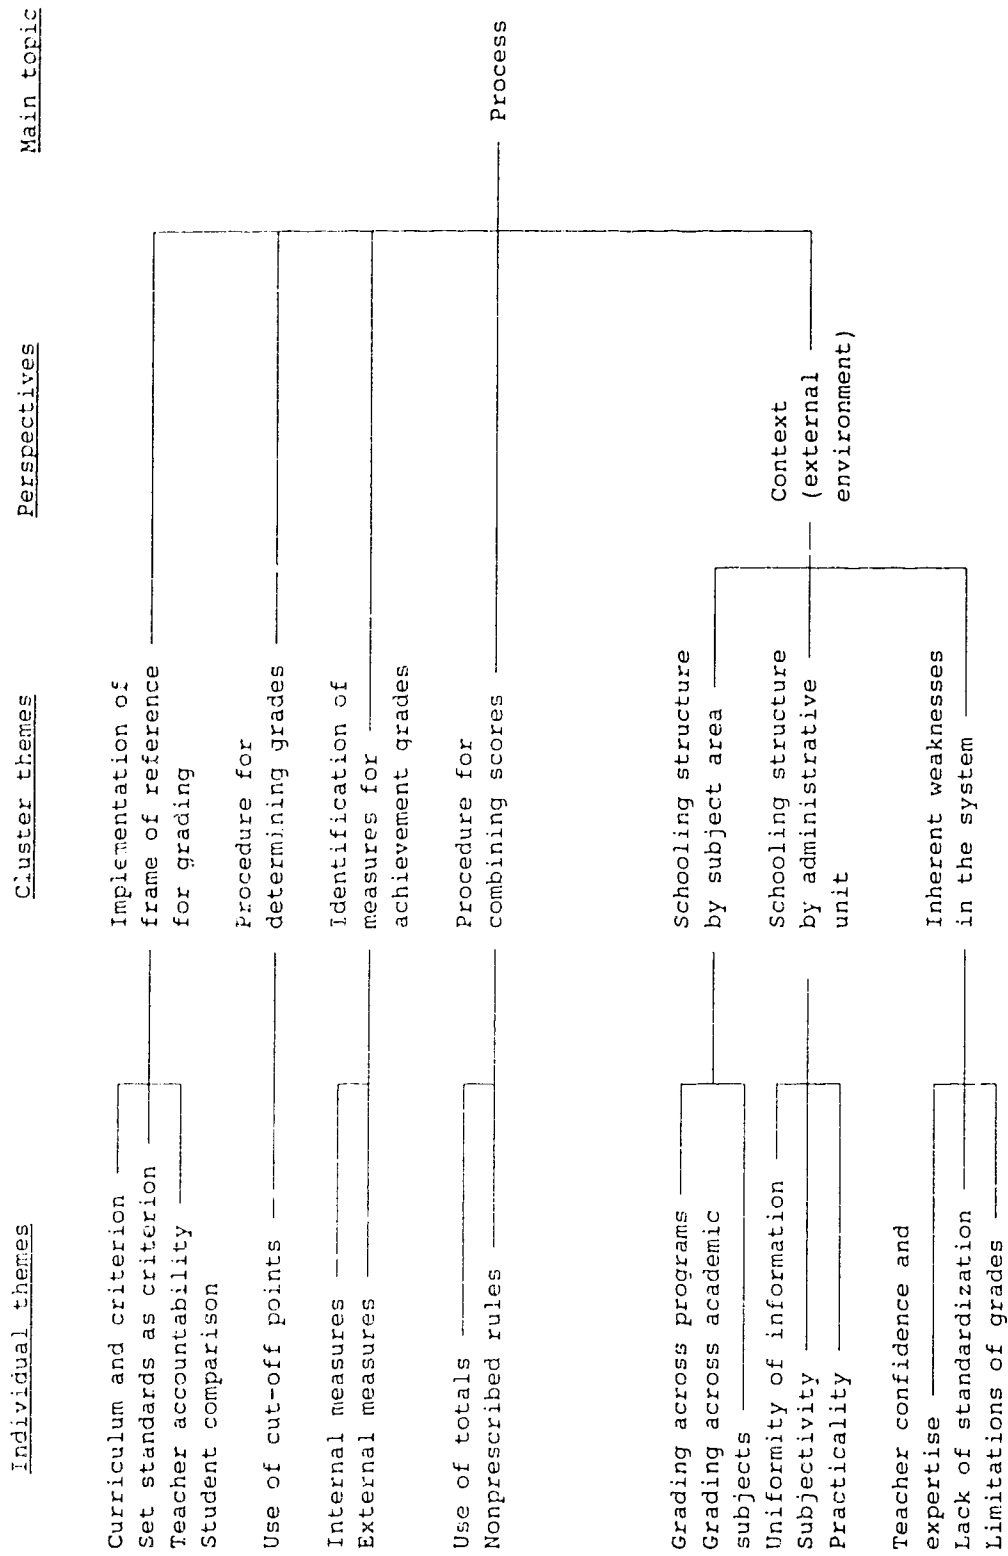 Individual themes
Cluster themes
Perspectives
Main topic
Curriculum and criterion
Set standards as criterion
Teacher accountability
Student comparison
Implementation of
frame of reference
for grading
Use of cut-off points
Procedure for
determining grades
Internal measures
External measures
Identification of
measures for
achievement grades
Use of totals
Nonprescribed rules
Procedure for
combining scores
Process
Grading across programs
Grading across academic
subjects
Schooling structure
by subject area
Uniformity of information
Subjectivity
Practicality
Schooling structure
by administrative
unit
Context
(external
environment)
Teacher confidence and
expertise
Lack of standardization
Limitations of grades
Inherent weaknesses
in the system